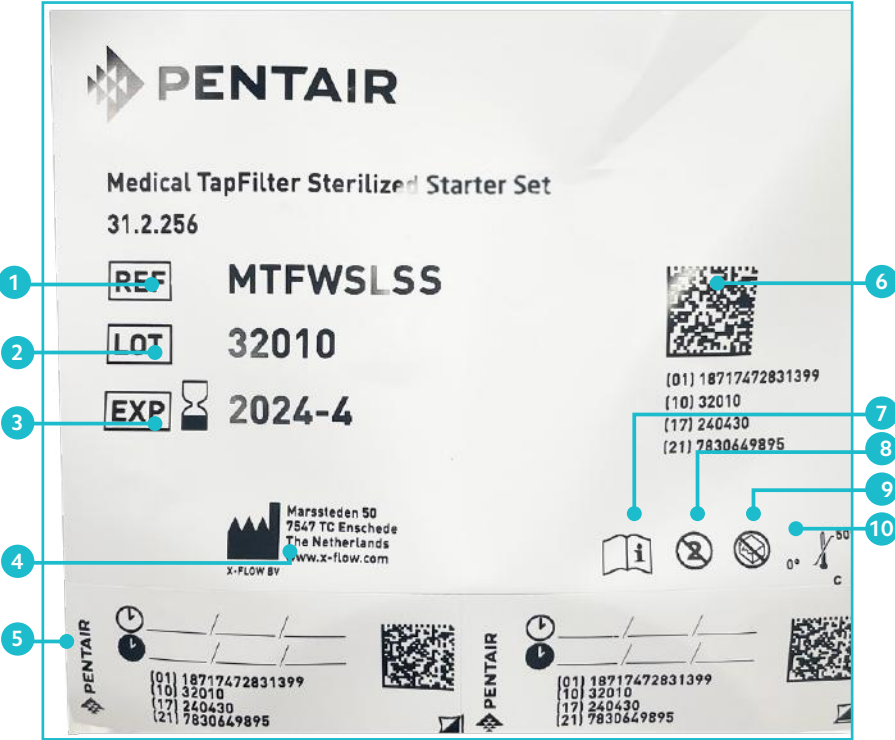 PENTAIR
Medical TapFilter Sterilized Starter Set
31.2.256
1 REF MTFWSLSS
2 LOT 32010
3 EXP 2024-4
6
(01) 18717472831399
(10) 32010
(17) 240430
(21) 7830649895
7
8
9
10
4
X-FLOW BV
Marssteden 50
7547 TC Enschede
The Netherlands
www.x-flow.com
i
2
0°
C
5
PENTAIR
(01) 18717472831399
(10) 32010
(17) 240430
(21) 7830649895
PENTAIR
(01) 18717472831399
(10) 32010
(17) 240430
(21) 7830649895